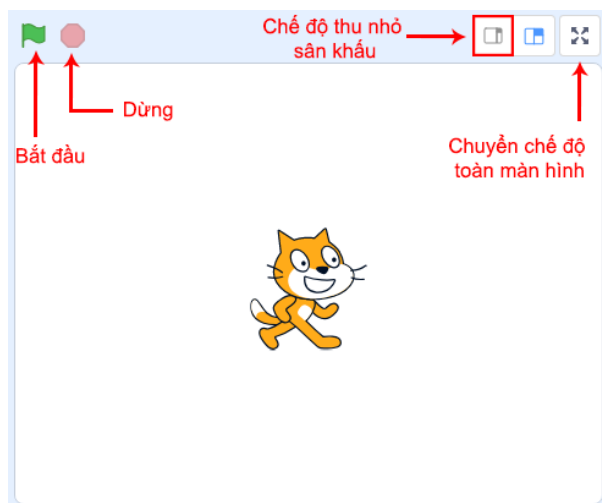 Chế độ thu nhỏ
sân khấu
Dừng
Bắt đầu
Chuyển chế độ
toàn màn hình